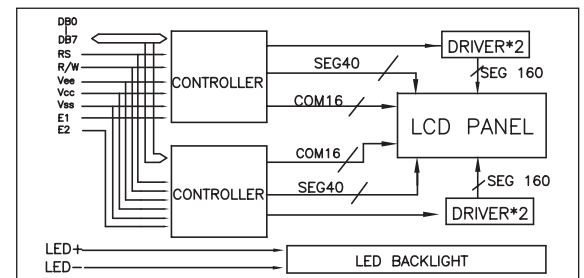 DB0
DB7
RS
R/W
Vee
Vcc
Vss
E1
E2
CONTROLLER
SEG40
COM16
DRIVER*2
SEG 160
LCD PANEL
CONTROLLER
COM16
SEG40
SEG 160
DRIVER*2
LED+
LED-
LED BACKLIGHT